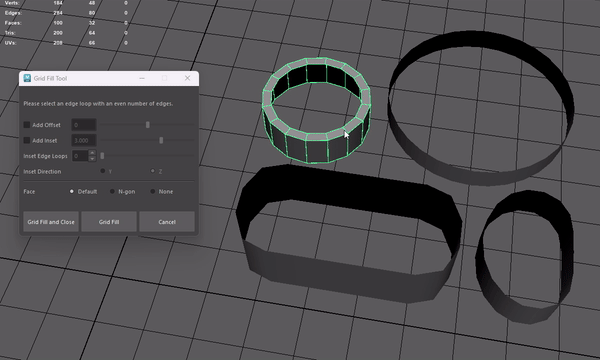 Verts: 184 48 0
Edges: 284 80 0
Faces: 100 32 0
Tris: 200 64 0
UVs: 208 66 0
Grid Fill Tool
Please select an edge loop with an even number of edges.
Add Offset 0
Add Inset 3.000
Inset Edge Loops 0
Inset Direction 1 2
Face Default N-gon None
Grid Fill and Close Grid Fill Cancel